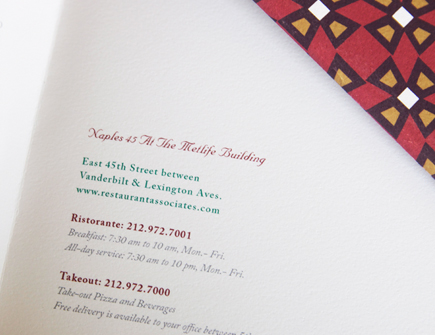 Naples 45 At The Metlife Building
East 45th Street between
Vanderbilt & Lexington Aves.
www.restaurantassociates.com
Ristorante: 212.972.7001
Breakfast: 7:30 am to 10 am, Mon.- Fri.
All-day service: 7:30 am to 10 pm, Mon.- Fri.
Takeout: 212.972.7000
Take-out Pizza and Beverages
Free delivery is available to your office between